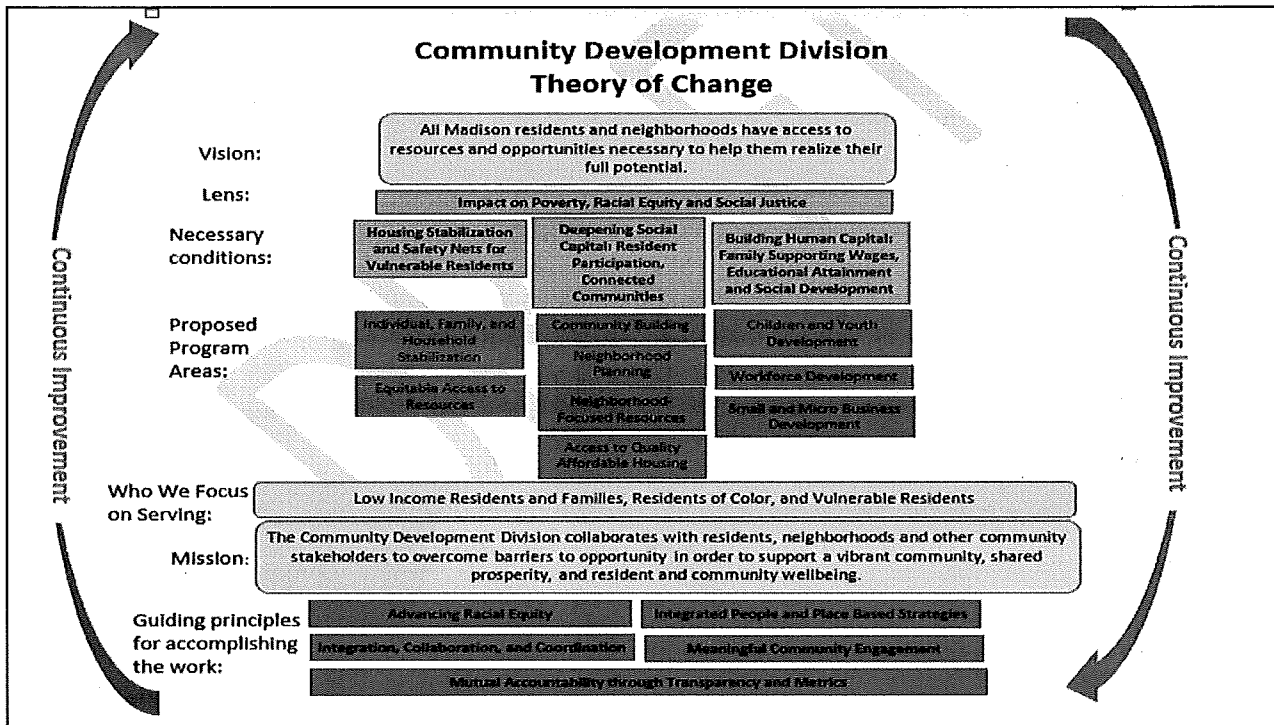 Community Development Division
Theory of Change
Vision:
All Madison residents and neighborhoods have access to
resources and opportunities necessary to help them realize their
full potential.
Lens:
Impact on Poverty, Racial Equity and Social Justice
Necessary
conditions:
Housing Stabilization
and Safety Nets for
Vulnerable Residents
Deepening Social
Capital: Resident
Participation,
Connected
Communities
Building Human Capital:
Family Supporting Wages,
Educational Attainment
and Social Development
Proposed
Program
Areas:
Individual, Family, and
Household
Stabilization
Equitable Access to
Resources
Community Building
Neighborhood
Planning
Neighborhood-
Focused Resources
Access to Quality
Affordable Housing
Children and Youth
Development
Workforce Development
Small and Micro Business
Development
Who We Focus
on Serving:
Low Income Residents and Families, Residents of Color, and Vulnerable Residents
Mission:
The Community Development Division collaborates with residents, neighborhoods and other community
stakeholders to overcome barriers to opportunity in order to support a vibrant community, shared
prosperity, and resident and community wellbeing.
Guiding principles
for accomplishing
the work:
Advancing Racial Equity
Integrated People and Place Based Strategies
Integration, Collaboration, and Coordination
Meaningful Community Engagement
Mutual Accountability through Transparency and Metrics
Continuous Improvement
Continuous Improvement
DRAFT